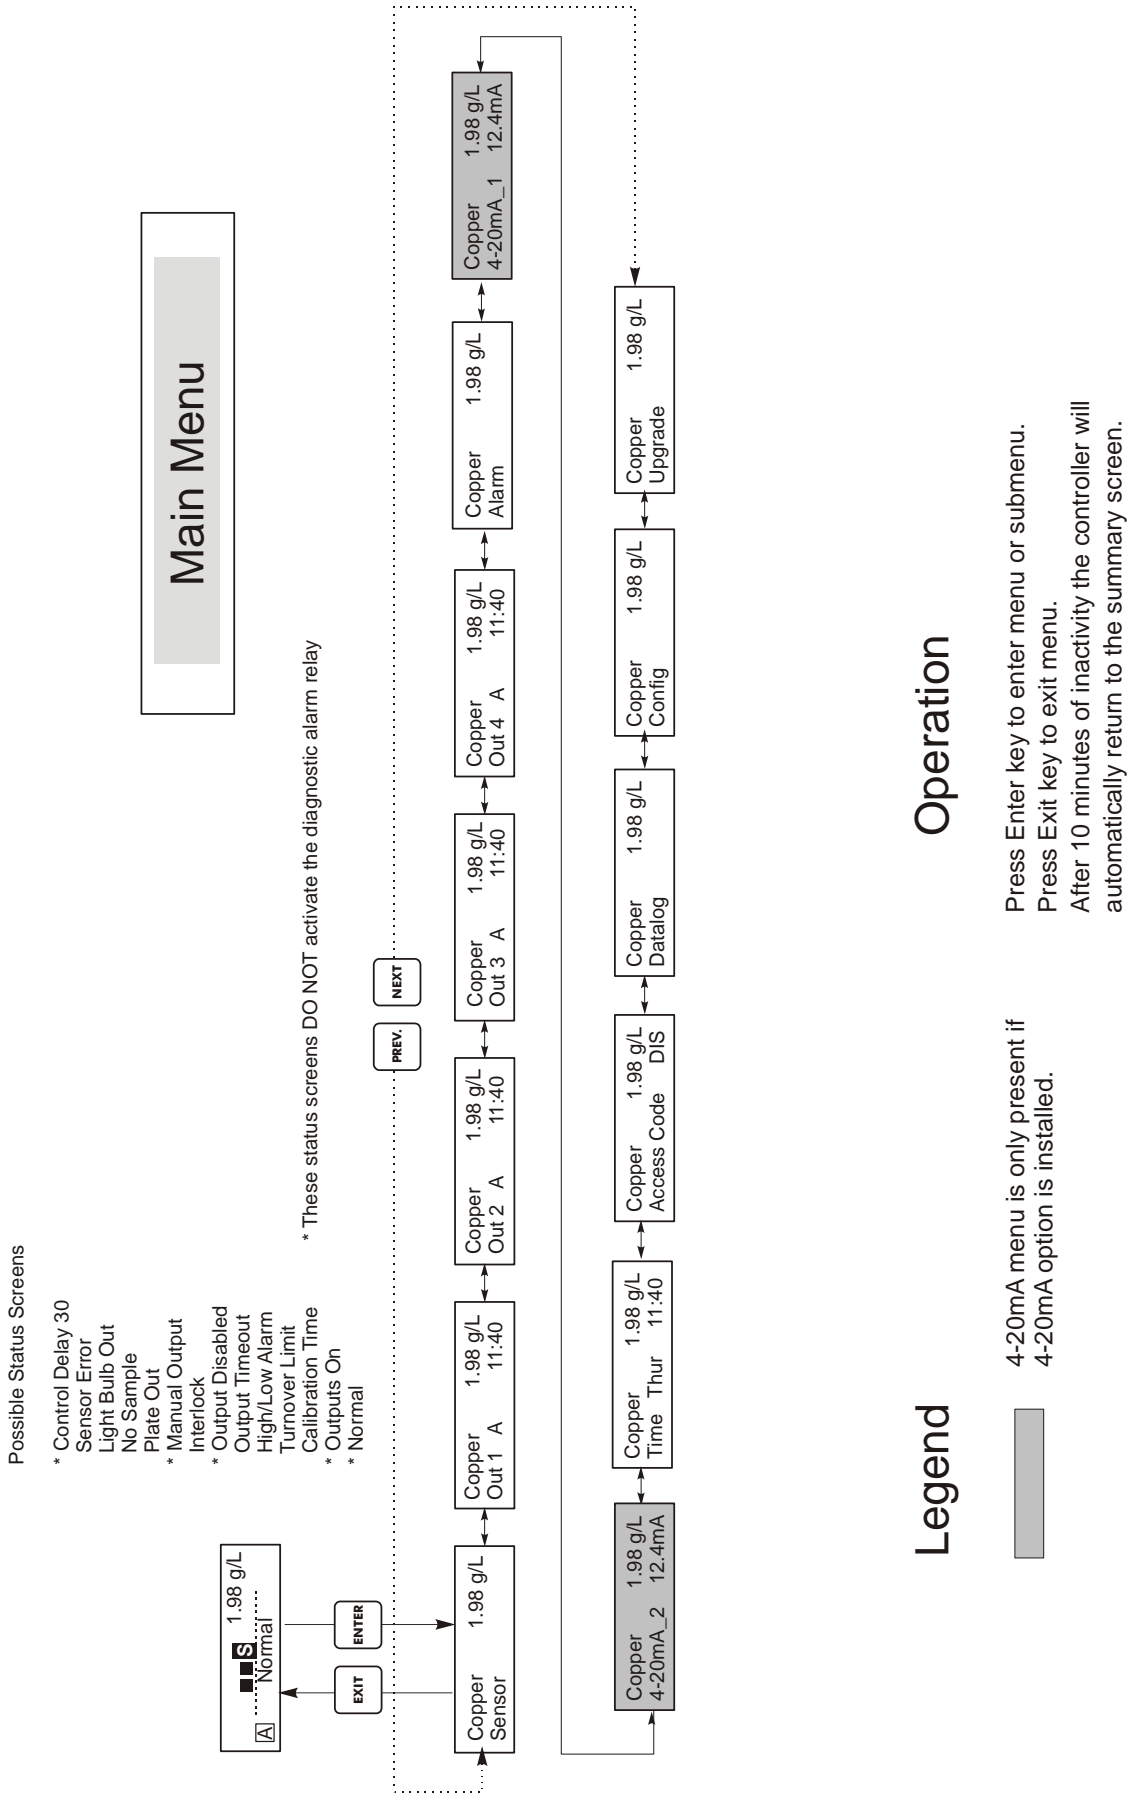 Main Menu
Possible Status Screens
* Control Delay 30
Sensor Error
Light Bulb Out
No Sample
Plate Out
* Manual Output
Interlock
* Output Disabled
Output Timeout
High/Low Alarm
Turnover Limit
Calibration Time
* Outputs On
* Normal
* These status screens DO NOT activate the diagnostic alarm relay
S 1.98 g/L
A Normal
EXIT
ENTER
PREV.
NEXT
Copper 1.98 g/L
Sensor
Copper 1.98 g/L
Out 1 A 11:40
Copper 1.98 g/L
Out 2 A 11:40
Copper 1.98 g/L
Out 3 A 11:40
Copper 1.98 g/L
Out 4 A 11:40
Copper 1.98 g/L
Alarm
Copper 1.98 g/L
4-20mA_1 12.4mA
Copper 1.98 g/L
4-20mA_2 12.4mA
Copper 1.98 g/L
Time Thur 11:40
Copper 1.98 g/L
Access Code DIS
Copper 1.98 g/L
Datalog
Copper 1.98 g/L
Config
Copper 1.98 g/L
Upgrade
Legend
4-20mA menu is only present if
4-20mA option is installed.
Operation
Press Enter key to enter menu or submenu.
Press Exit key to exit menu.
After 10 minutes of inactivity the controller will
automatically return to the summary screen.